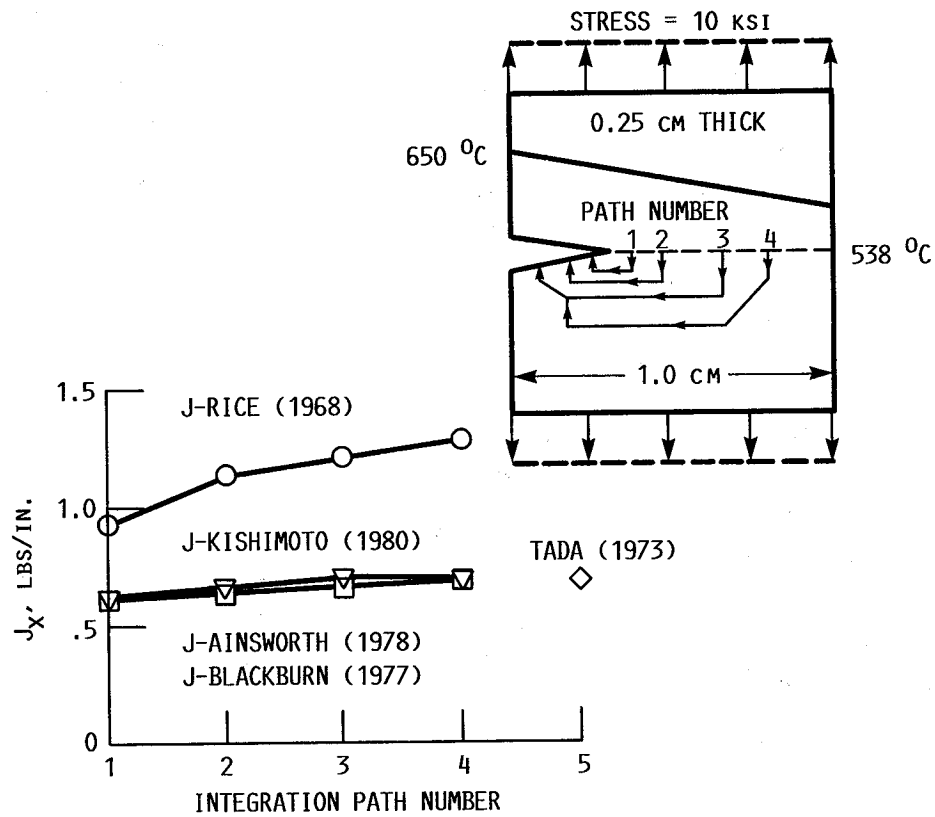 STRESS = 10 KSI
0.25 CM THICK
650 °C
PATH NUMBER
1 2 3 4
538 °C
1.0 CM
1.5
J-RICE (1968)
1.0
J-KISHIMOTO (1980)
TADA (1973)
JX, LBS/IN.
.5
J-AINSWORTH (1978)
J-BLACKBURN (1977)
0
1 2 3 4 5
INTEGRATION PATH NUMBER